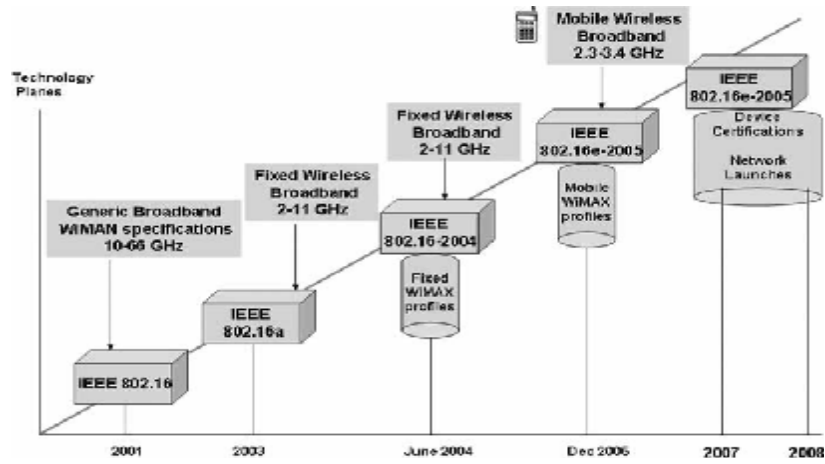 Mobile Wireless
Broadband
2.3-3.4 GHz
Technology
Planes
IEEE
802.16e-2005
Device
Certifications
Network
Launches
Fixed Wireless
Broadband
2-11 GHz
IEEE
802.16e-2005
Mobile
WiMAX
profiles
Fixed Wireless
Broadband
2-11 GHz
IEEE
802.16-2004
Fixed
WiMAX
profiles
Generic Broadband
WiMAN specifications
10-66 GHz
IEEE
802.16a
IEEE 802.16
2001
2003
June 2004
Dec 2005
2007
2008